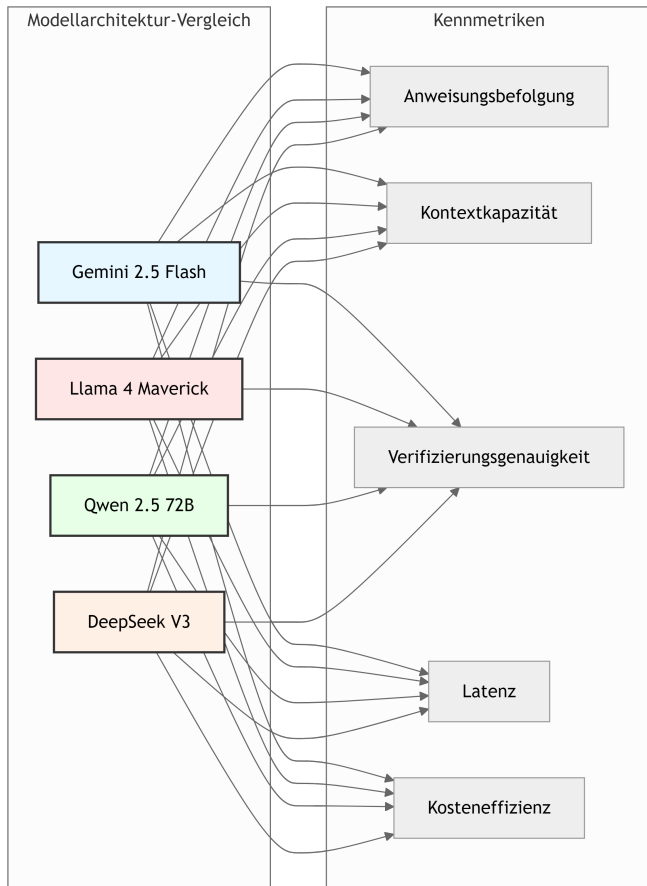 Modellarchitektur-Vergleich
Kennmetriken
Anweisungsbefolgung
Kontextkapazität
Gemini 2.5 Flash
Llama 4 Maverick
Verifizierungsgenauigkeit
Qwen 2.5 72B
DeepSeek V3
Latenz
Kosteneffizienz